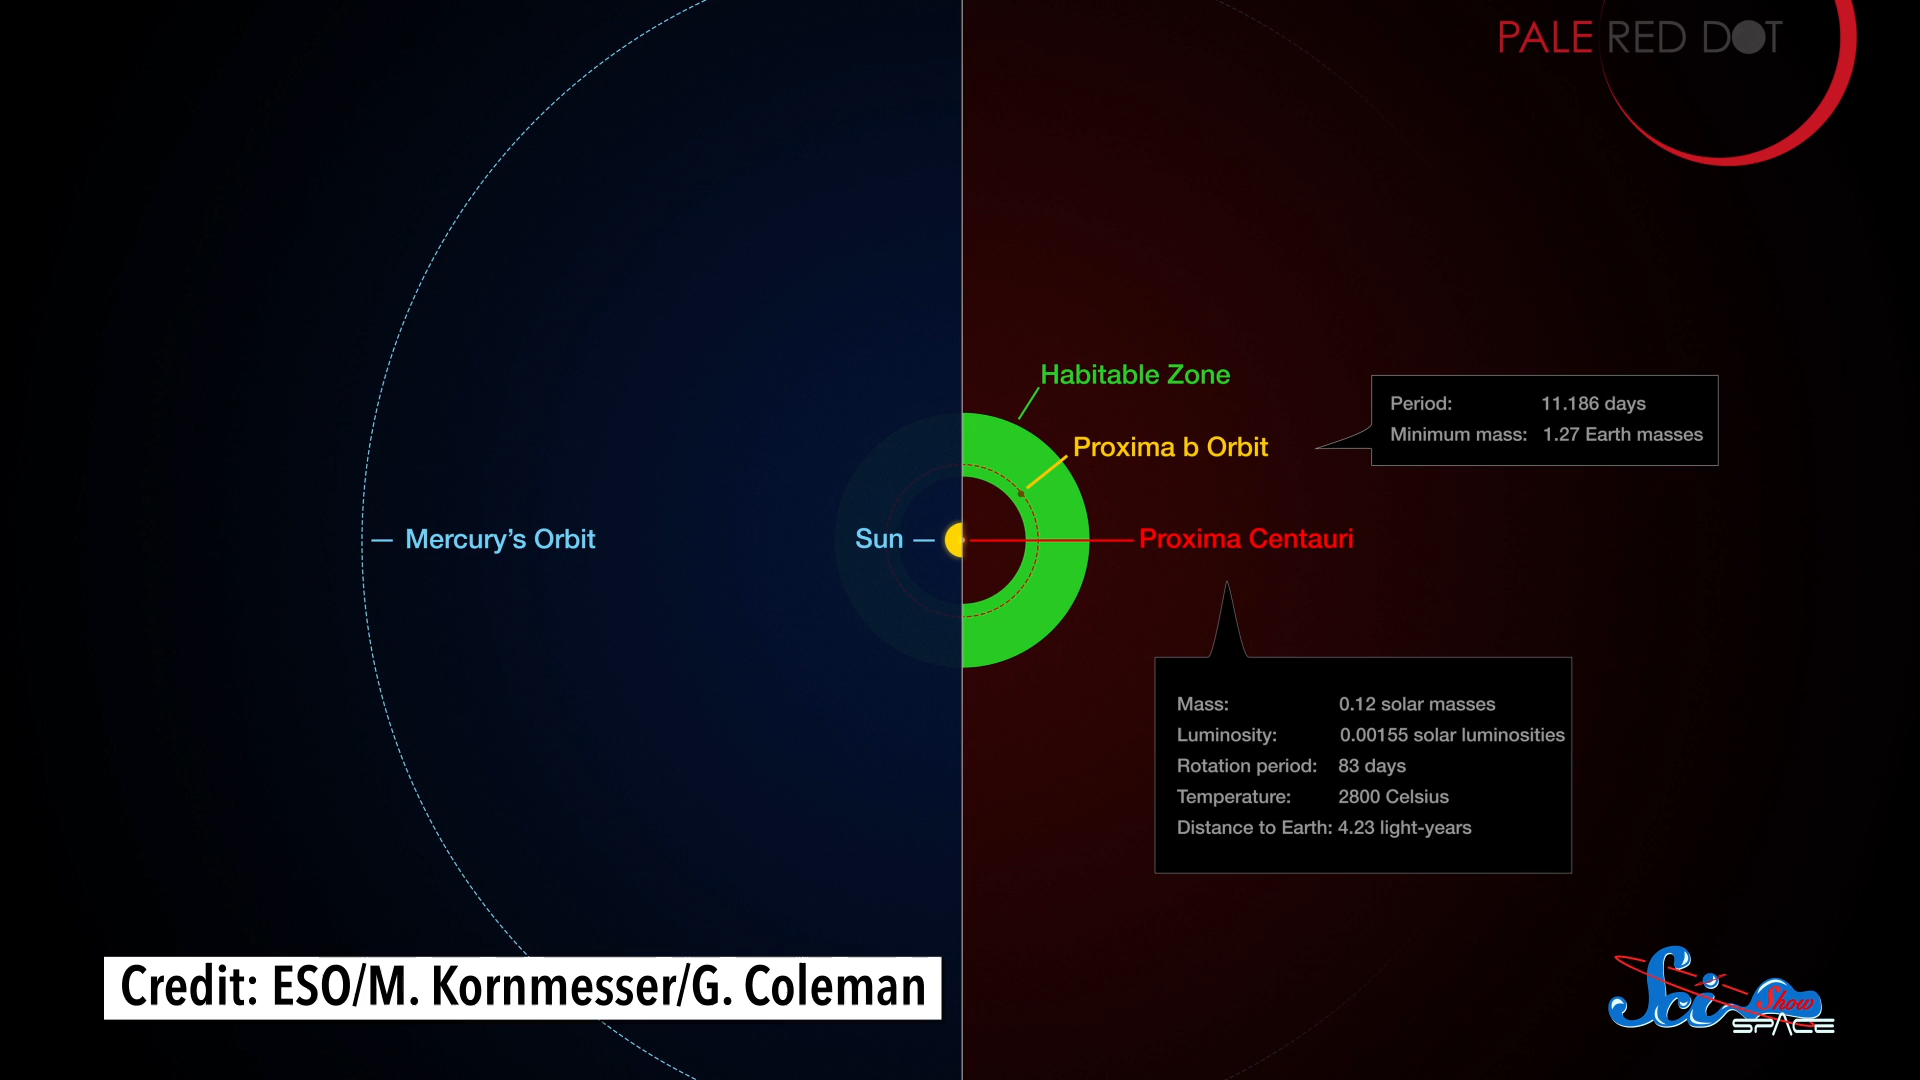 PALE RED DOT
Habitable Zone
Period: 11.186 days
Minimum mass: 1.27 Earth masses
Proxima b Orbit
Mercury's Orbit
Sun
Proxima Centauri
Mass: 0.12 solar masses
Luminosity: 0.00155 solar luminosities
Rotation period: 83 days
Temperature: 2800 Celsius
Distance to Earth: 4.23 light-years
Credit: ESO/M. Kornmesser/G. Coleman
Sci Show
SPACE